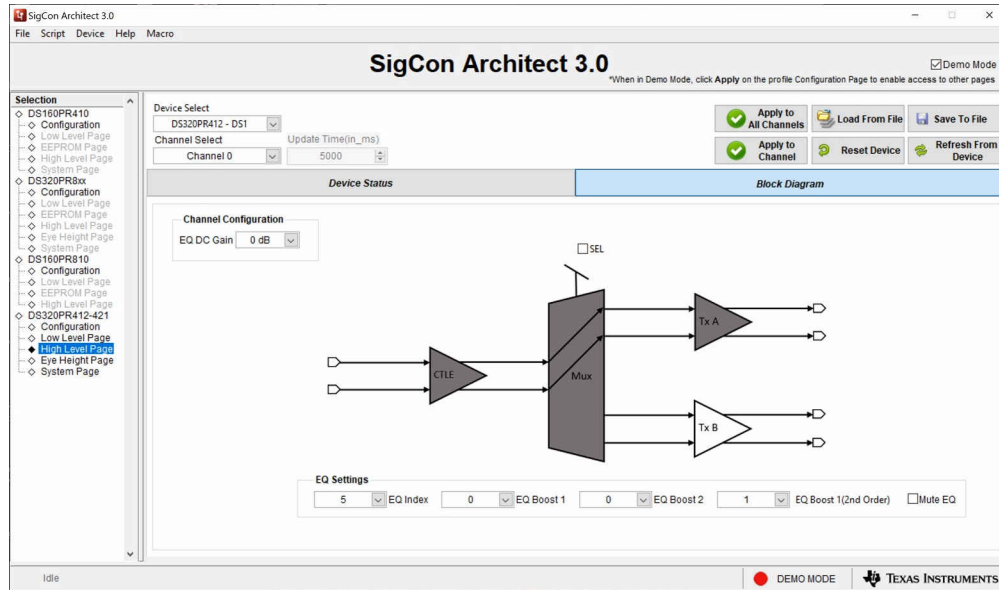 SigCon Architect 3.0
File Script Device Help Macro
SigCon Architect 3.0
Demo Mode
*When in Demo Mode, click Apply on the profile Configuration Page to enable access to other pages
Selection
DS160PR410
Configuration
Low Level Page
EEPROM Page
High Level Page
System Page
DS320PR8xx
Configuration
Low Level Page
EEPROM Page
High Level Page
Eye Height Page
System Page
DS160PR810
Configuration
Low Level Page
EEPROM Page
High Level Page
DS320PR412-421
Configuration
Low Level Page
High Level Page
Eye Height Page
System Page
Device Select
DS320PR412 - DS1
Channel Select
Channel 0
Update Time(in_ms)
5000
Apply to
All Channels
Load From File
Save To File
Apply to
Channel
Reset Device
Refresh From
Device
Device Status
Block Diagram
Channel Configuration
EQ DC Gain 0 dB
SEL
CTLE
Mux
Tx A
Tx B
EQ Settings
5 EQ Index 0 EQ Boost 1 0 EQ Boost 2 1 EQ Boost 1(2nd Order) Mute EQ
Idle
DEMO MODE
TEXAS INSTRUMENTS